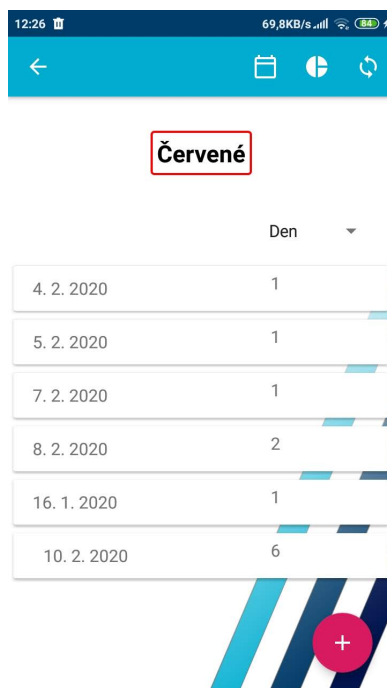 12:26 69,8KB/s 84
Červené
Den
4. 2. 2020 1
5. 2. 2020 1
7. 2. 2020 1
8. 2. 2020 2
16. 1. 2020 1
10. 2. 2020 6
+